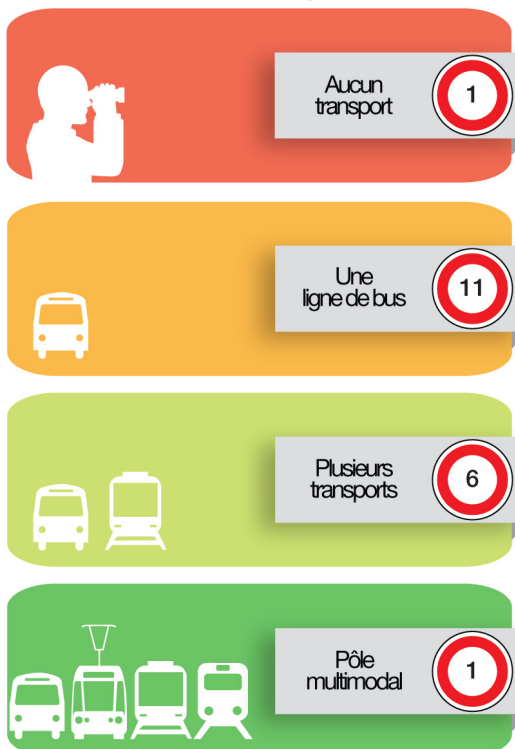 Aucun
transport
1
Une
ligne de bus
11
Plusieurs
transports
6
Pôle
multimodal
1